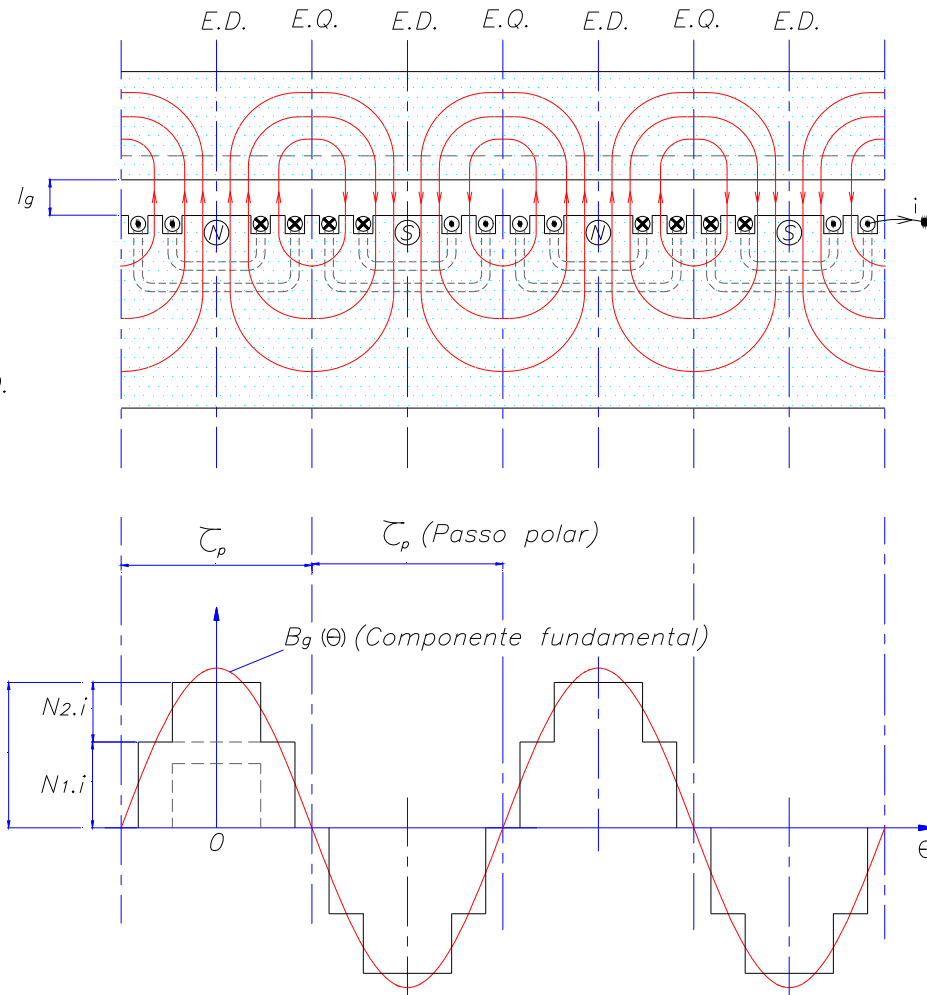 E.D. E.Q. E.D. E.Q. E.D. E.Q. E.D.
lg
N S N S
i
).
τp τp (Passo polar)
Bg (Θ) (Componente fundamental)
N2.i
N1.i
0
Θ